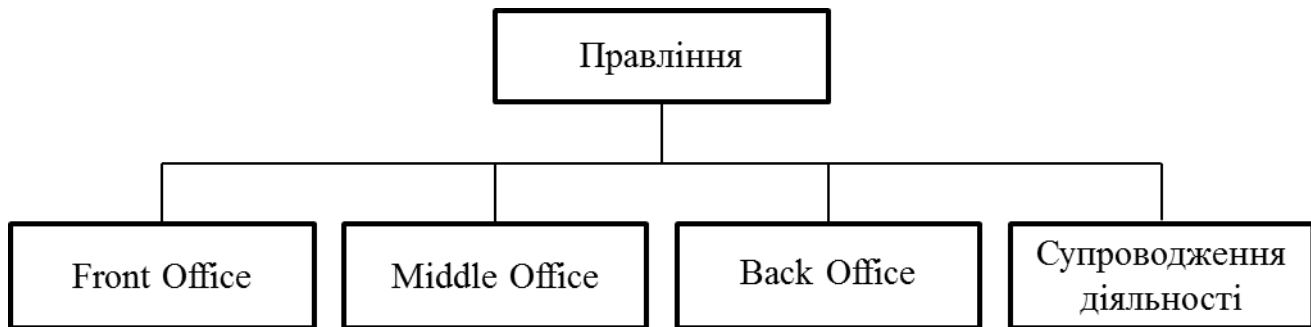 Правління
Front Office
Middle Office
Back Office
Супроводження
діяльності